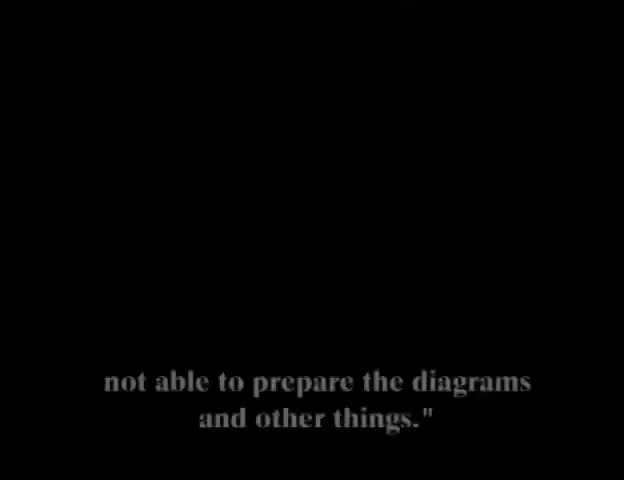 not able to prepare the diagrams
and other things."